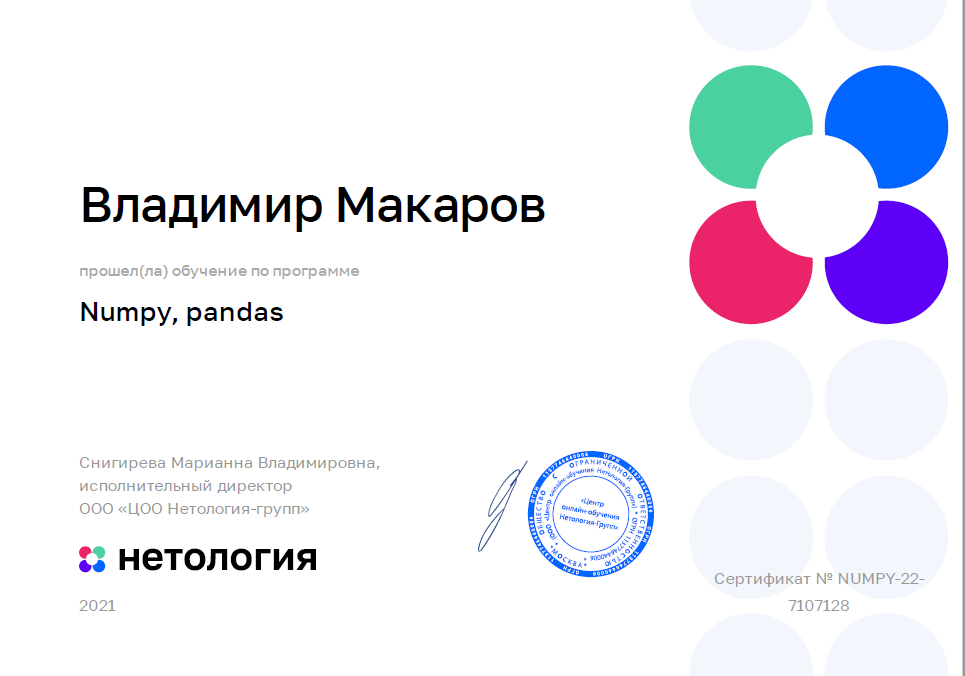 Владимир Макаров
прошел(ла) обучение по программе
Numpy, pandas
Снигирева Марианна Владимировна,
исполнительный директор
ООО «ЦОО Нетология-групп»
нетология
2021
«Центр
онлайн-обучения
Нетология-Групп»
ОБЩЕСТВО С ОГРАНИЧЕННОЙ ОТВЕТСТВЕННОСТЬЮ
*МОСКВА*
Сертификат № NUMPY-22-
7107128